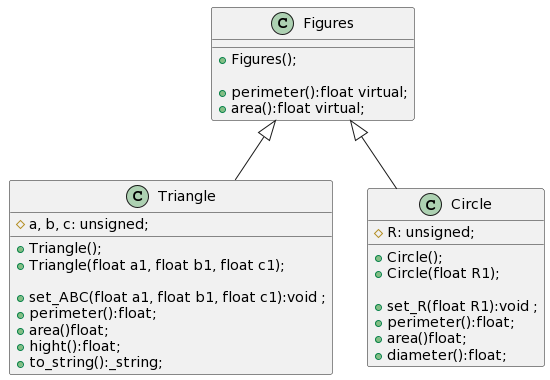 C Figures
Figures();
perimeter():float virtual;
area():float virtual;
C Triangle
a, b, c: unsigned;
Triangle();
Triangle(float a1, float b1, float c1);
set_ABC(float a1, float b1, float c1):void ;
perimeter():float;
area()float;
hight():float;
to_string():_string;
C Circle
R: unsigned;
Circle();
Circle(float R1);
set_R(float R1):void ;
perimeter():float;
area()float;
diameter():float;